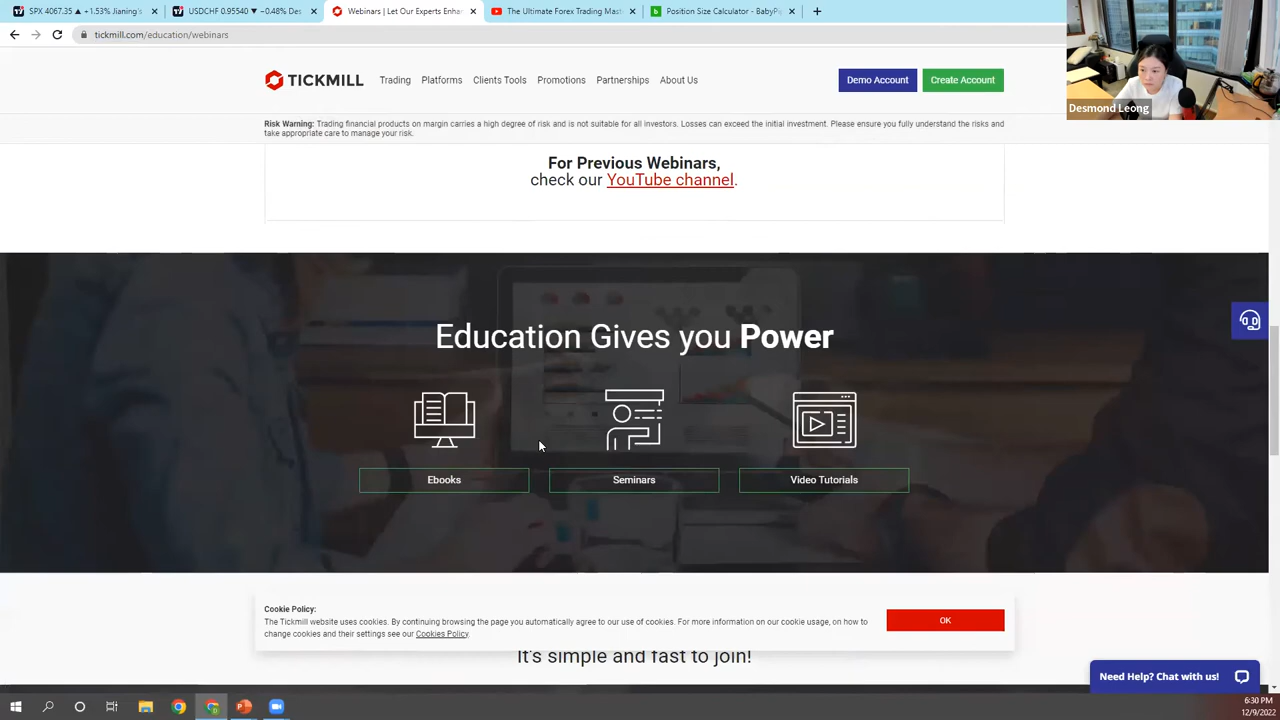 SPX 4067.35 ▲ +1.53% Jianing's
USDCHF 0.95540 ▼ −0.48% Des
Webinars | Let Our Experts Enha
The Ultimate Forex Trading Mast
Position Size Calculator - BabyPi
tickmill.com/education/webinars
TICKMILL
Trading
Platforms
Clients Tools
Promotions
Partnerships
About Us
Demo Account
Create Account
Desmond Leong
Risk Warning: Trading financial products on margin carries a high degree of risk and is not suitable for all investors. Losses can exceed the initial investment. Please ensure you fully understand the risks and
take appropriate care to manage your risk.
For Previous Webinars,
check our YouTube channel.
Education Gives you Power
Ebooks
Seminars
Video Tutorials
Cookie Policy:
The Tickmill website uses cookies. By continuing browsing the page you automatically agree to our use of cookies. For more information on our cookie usage, on how to
change cookies and their settings see our Cookies Policy.
OK
It's simple and fast to join!
Need Help? Chat with us!
6:30 PM
12/9/2022